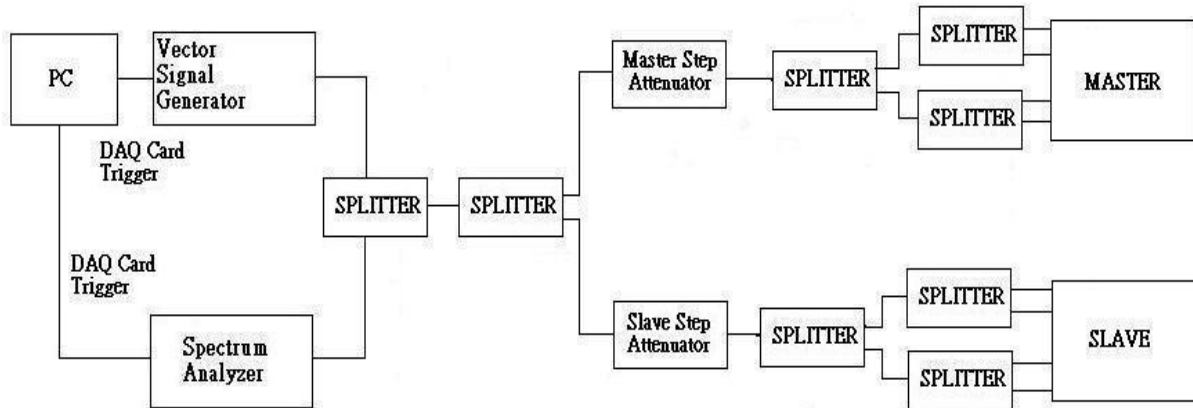 PC
Vector
Signal
Generator
DAQ Card
Trigger
DAQ Card
Trigger
Spectrum
Analyzer
SPLITTER
SPLITTER
Master Step
Attenuator
SPLITTER
SPLITTER
SPLITTER
MASTER
Slave Step
Attenuator
SPLITTER
SPLITTER
SPLITTER
SLAVE